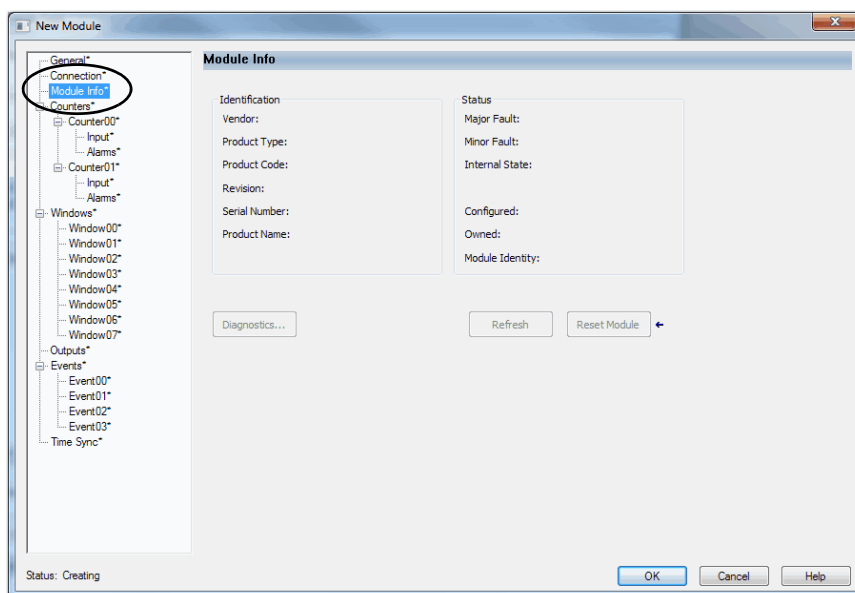 New Module
General*
Connection*
Module Info*
Counters*
Counter00*
Input*
Alarms*
Counter01*
Input*
Alarms*
Windows*
Window00*
Window01*
Window02*
Window03*
Window04*
Window05*
Window06*
Window07*
Outputs*
Events*
Event00*
Event01*
Event02*
Event03*
Time Sync*
Module Info
Identification
Vendor:
Product Type:
Product Code:
Revision:
Serial Number:
Product Name:
Status
Major Fault:
Minor Fault:
Internal State:
Configured:
Owned:
Module Identity:
Diagnostics...
Refresh
Reset Module
Status: Creating
OK
Cancel
Help